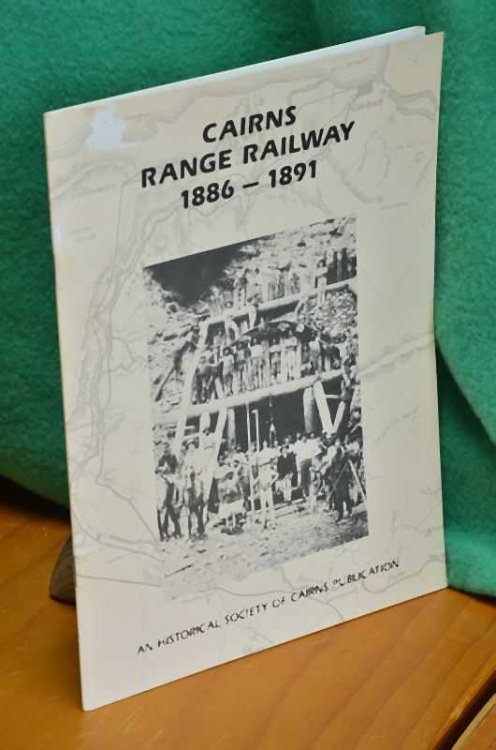 CAIRNS
RANGE RAILWAY
1886 – 1891
AN HISTORICAL SOCIETY OF CAIRNS PUBLICATION